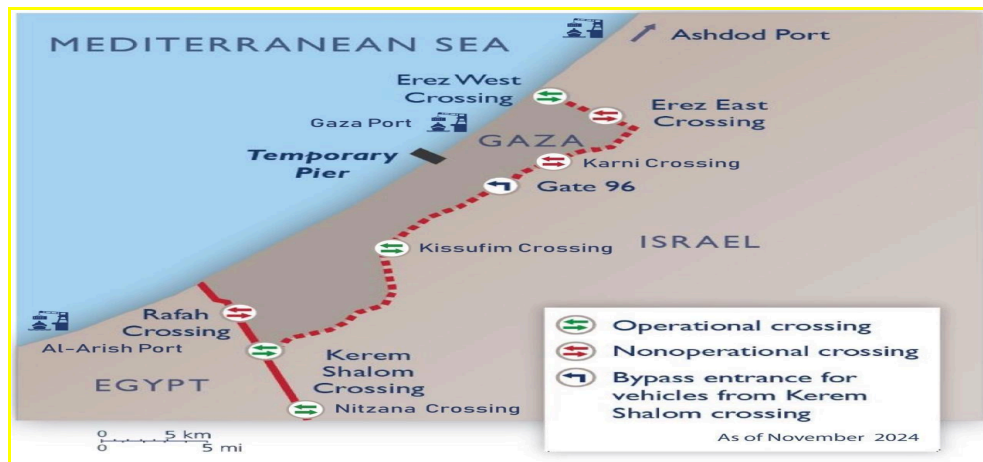 MEDITERRANEAN SEA
Ashdod Port
Erez West
Crossing
Erez East
Crossing
Gaza Port
GAZA
Temporary
Pier
Karni Crossing
Gate 96
Kissufim Crossing
ISRAEL
Rafah
Crossing
Al-Arish Port
Kerem
Shalom
Crossing
EGYPT
Nitzana Crossing
0 5 km
0 5 mi
Operational crossing
Nonoperational crossing
Bypass entrance for
vehicles from Kerem
Shalom crossing
As of November 2024